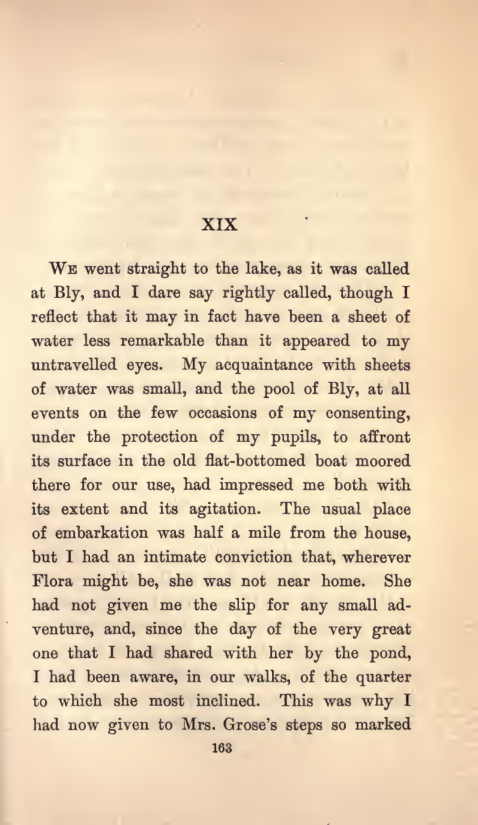 XIX
WE went straight to the lake, as it was called
at Bly, and I dare say rightly called, though I
reflect that it may in fact have been a sheet of
water less remarkable than it appeared to my
untravelled eyes. My acquaintance with sheets
of water was small, and the pool of Bly, at all
events on the few occasions of my consenting,
under the protection of my pupils, to affront
its surface in the old flat-bottomed boat moored
there for our use, had impressed me both with
its extent and its agitation. The usual place
of embarkation was half a mile from the house,
but I had an intimate conviction that, wherever
Flora might be, she was not near home. She
had not given me the slip for any small ad-
venture, and, since the day of the very great
one that I had shared with her by the pond,
I had been aware, in our walks, of the quarter
to which she most inclined. This was why I
had now given to Mrs. Grose's steps so marked
163